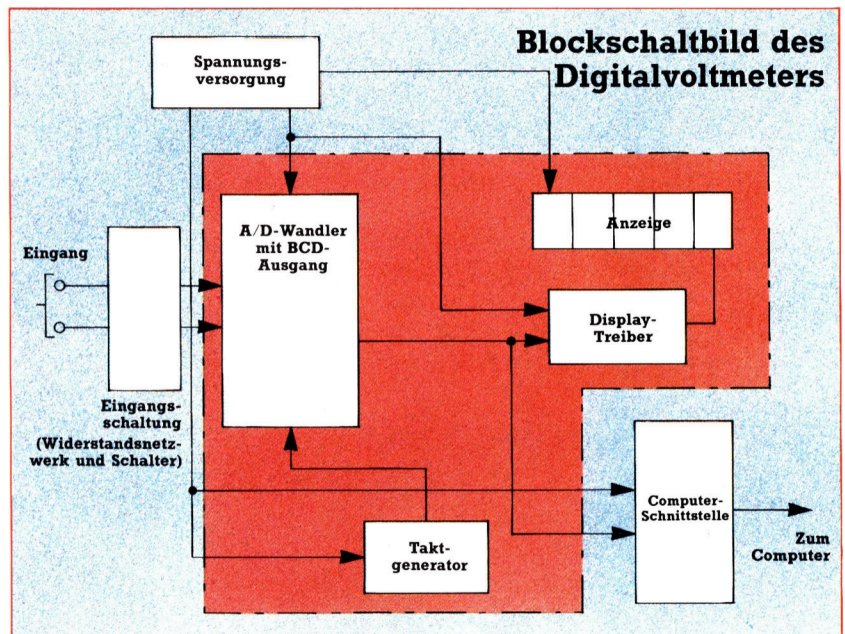 Blockschaltbild des
Digitalvoltmeters
Spannungs-
versorgung
A/D-Wandler
mit BCD-
Ausgang
Anzeige
Eingang
Display-
Treiber
Eingangs-
schaltung
(Widerstandsnetz-
werk und Schalter)
Computer-
Schnittstelle
Takt-
generator
Zum
Computer